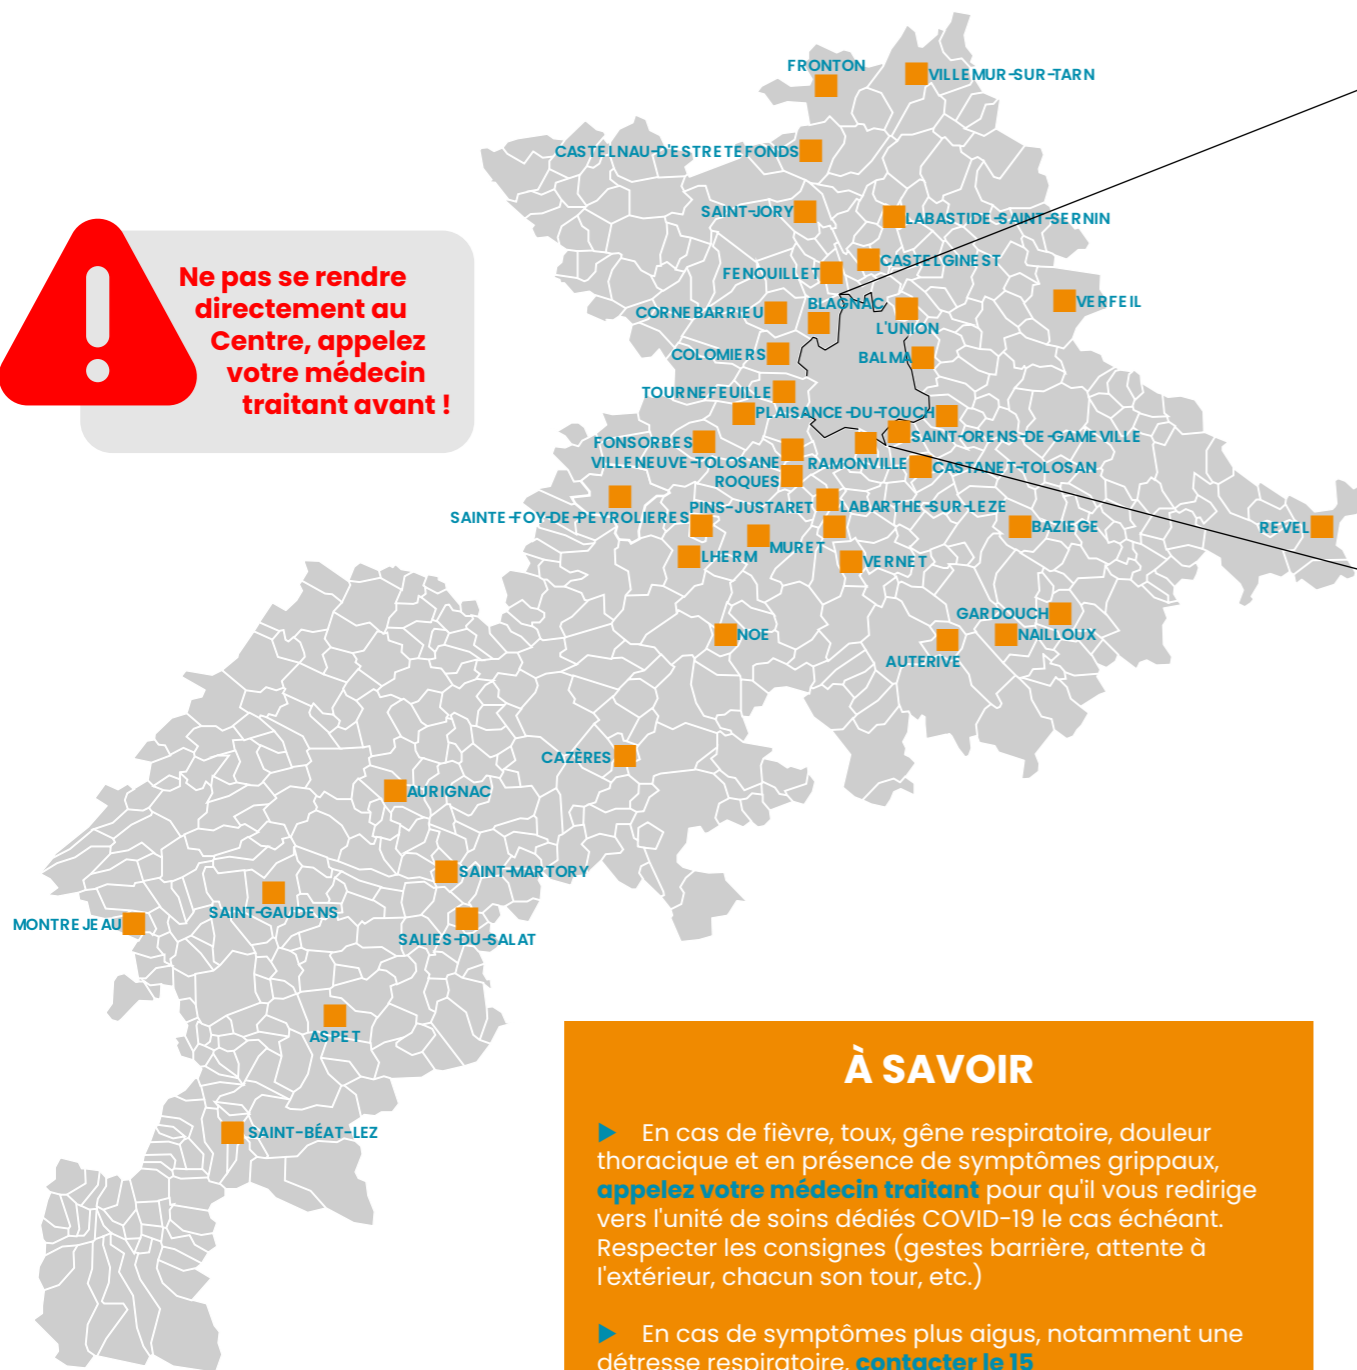 FRONTON
VILLEMUR-SUR-TARN
CASTELNAU-D'ESTRETEFONDS
SAINT-JORY
LABASTIDE-SAINT-SERNIN
CASTELGINEST
FENOUILLET
Ne pas se rendre
directement au
Centre, appelez
votre médecin
traitant avant !
BLAGNAC
VERFEIL
CORNEBARRIEU
L'UNION
COLOMIERS
BALMA
TOURNEFEUILLE
PLAISANCE-DU-TOUCH
SAINT-ORENS-DE-GAMEVILLE
FONSORBES
VILLENEUVE-TOLOSANE
RAMONVILLE
CASTANET-TOLOSAN
ROQUES
PINS-JUSTARET
LABARTHE-SUR-LEZE
SAINTE-FOY-DE-PEYROLIERES
BAZIEGE
REVEL
MURET
LHERM
VERNET
GARDOUCH
NOE
NAILLOUX
AUTERIVE
CAZÈRES
AURIGNAC
SAINT-MARTORY
SAINT-GAUDENS
MONTREJEAU
SALIES-DU-SALAT
ASPET
SAINT-BÉAT-LEZ
À SAVOIR
▶ En cas de fièvre, toux, gêne respiratoire, douleur
thoracique et en présence de symptômes grippaux,
appelez votre médecin traitant pour qu'il vous redirige
vers l'unité de soins dédiés COVID-19 le cas échéant.
Respecter les consignes (gestes barrière, attente à
l'extérieur, chacun son tour, etc.)
▶ En cas de symptômes plus aigus, notamment une
détresse respiratoire, contacter le 15